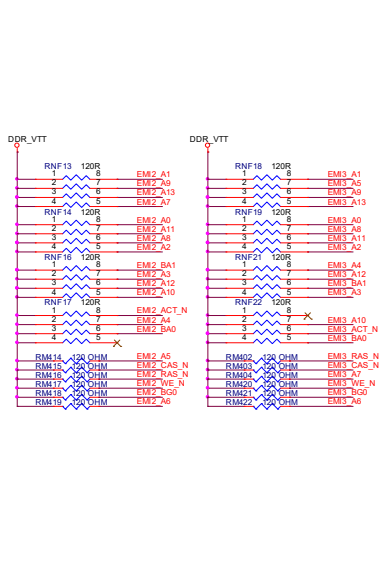 DDR_VTT
RNF13 120R
1 8 EMI2_A1
2 7 EMI2_A9
3 6 EMI2_A13
4 5 EMI2_A7
RNF14 120R
1 8 EMI2_A0
2 7 EMI2_A11
3 6 EMI2_A8
4 5 EMI2_A2
RNF16 120R
1 8 EMI2_BA1
2 7 EMI2_A3
3 6 EMI2_A12
4 5 EMI2_A10
RNF17 120R
1 8 EMI2_ACT_N
2 7 EMI2_A4
3 6 EMI2_BA0
4 5
RM414 120 OHM EMI2_A5
RM415 120 OHM EMI2_CAS_N
RM416 120 OHM EMI2_RAS_N
RM417 120 OHM EMI2_WE_N
RM418 120 OHM EMI2_BG0
RM419 120 OHM EMI2_A6
DDR_VTT
RNF18 120R
1 8 EMI3_A1
2 7 EMI3_A5
3 6 EMI3_A9
4 5 EMI3_A13
RNF19 120R
1 8 EMI3_A0
2 7 EMI3_A8
3 6 EMI3_A11
4 5 EMI3_A2
RNF21 120R
1 8 EMI3_A4
2 7 EMI3_A12
3 6 EMI3_BA1
4 5 EMI3_A3
RNF22 120R
1 8
2 7 EMI3_A10
3 6 EMI3_ACT_N
4 5 EMI3_BA0
RM402 120 OHM EMI3_RAS_N
RM403 120 OHM EMI3_CAS_N
RM404 120 OHM EMI3_A7
RM420 120 OHM EMI3_WE_N
RM421 120 OHM EMI3_BG0
RM422 120 OHM EMI3_A6